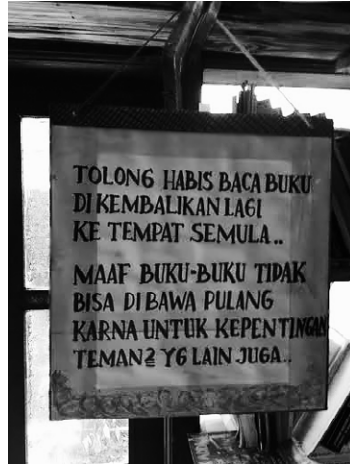 TOLONG HABIS BACA BUKU
DI KEMBALIKAN LAGI
KE TEMPAT SEMULA..
MAAF BUKU-BUKU TIDAK
BISA DI BAWA PULANG
KARNA UNTUK KEPENTINGAN
TEMAN2 YG LAIN JUGA..